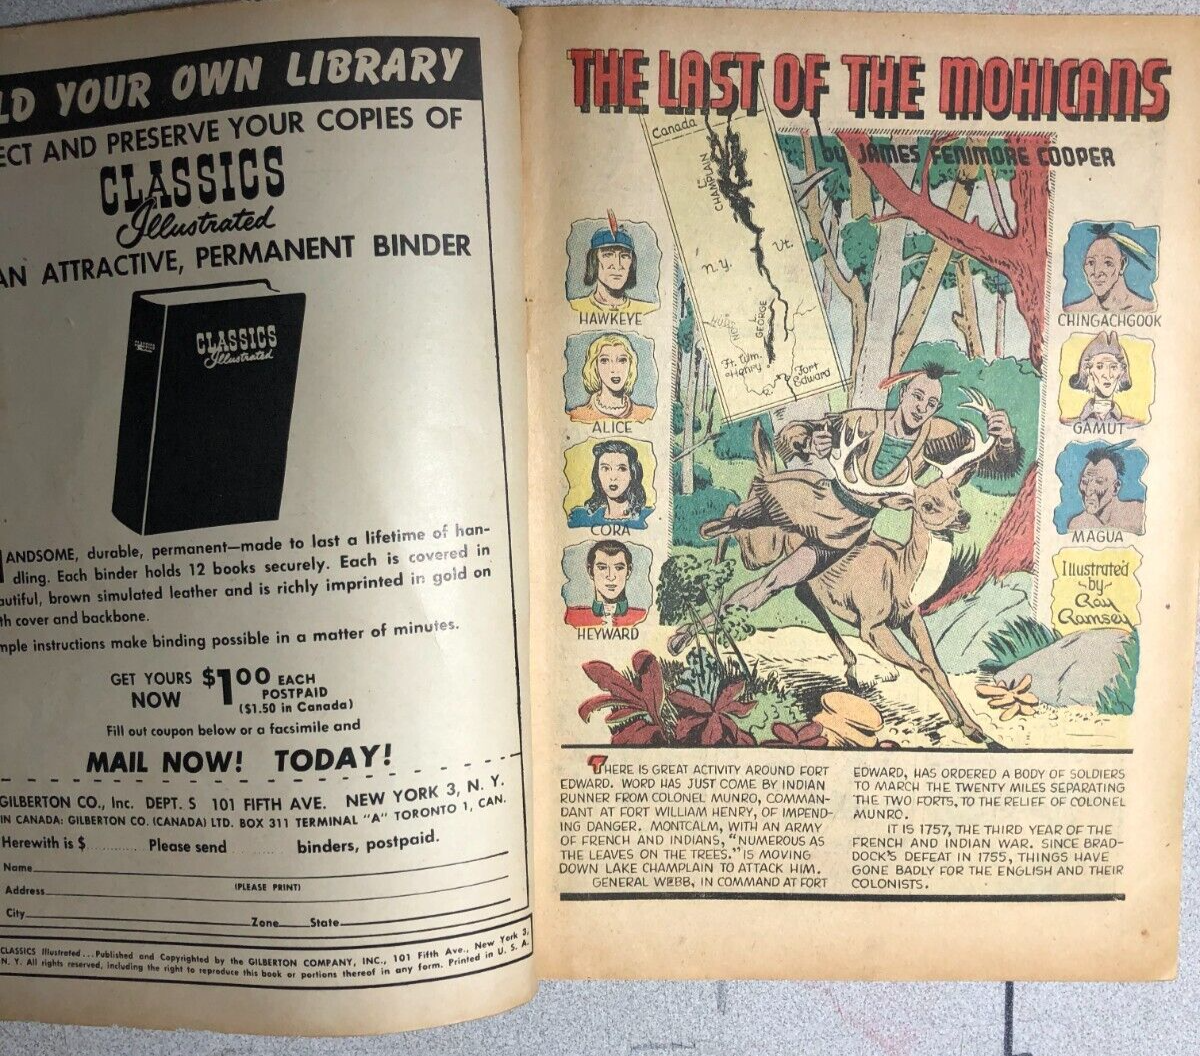 LD YOUR OWN LIBRARY
ECT AND PRESERVE YOUR COPIES OF
CLASSICS
Illustrated
AN ATTRACTIVE, PERMANENT BINDER
CLASSICS
Illustrated
ANDSOME, durable, permanent—made to last a lifetime of han-
dling. Each binder holds 12 books securely. Each is covered in
autiful, brown simulated leather and is richly imprinted in gold on
th cover and backbone.
mple instructions make binding possible in a matter of minutes.
GET YOURS NOW $1.00 EACH
POSTPAID
($1.50 in Canada)
Fill out coupon below or a facsimile and
MAIL NOW! TODAY!
GILBERTON CO., Inc. DEPT. S 101 FIFTH AVE. NEW YORK 3, N. Y.
IN CANADA: GILBERTON CO. (CANADA) LTD. BOX 311 TERMINAL "A" TORONTO 1, CAN.
Herewith is $ Please send binders, postpaid.
Name
(PLEASE PRINT)
Address
City Zone State
CLASSICS Illustrated...Published and Copyrighted by the GILBERTON COMPANY, INC., 101 Fifth Ave., New York 3,
N. Y. All rights reserved, including the right to reproduce this book or portions thereof in any form. Printed in U. S. A.
THE LAST OF THE MOHICANS
by JAMES FENIMORE COOPER
Canada
L. CHAMPLAIN
N.Y.
Vt.
HUDSON
GEORGE
Ft. Wm.
Henry
Fort
Edward
HAWKEYE
ALICE
CORA
HEYWARD
CHINGACHGOOK
GAMUT
MAGUA
Illustrated
by
Ray
Ramsey
THERE IS GREAT ACTIVITY AROUND FORT
EDWARD. WORD HAS JUST COME BY INDIAN
RUNNER FROM COLONEL MUNRO, COMMAN-
DANT AT FORT WILLIAM HENRY, OF IMPEND-
ING DANGER. MONTCALM, WITH AN ARMY
OF FRENCH AND INDIANS, "NUMEROUS AS
THE LEAVES ON THE TREES." IS MOVING
DOWN LAKE CHAMPLAIN TO ATTACK HIM.
GENERAL WEBB, IN COMMAND AT FORT
EDWARD, HAS ORDERED A BODY OF SOLDIERS
TO MARCH THE TWENTY MILES SEPARATING
THE TWO FORTS, TO THE RELIEF OF COLONEL
MUNRO.
IT IS 1757, THE THIRD YEAR OF THE
FRENCH AND INDIAN WAR. SINCE BRAD-
DOCK'S DEFEAT IN 1755, THINGS HAVE
GONE BADLY FOR THE ENGLISH AND THEIR
COLONISTS.